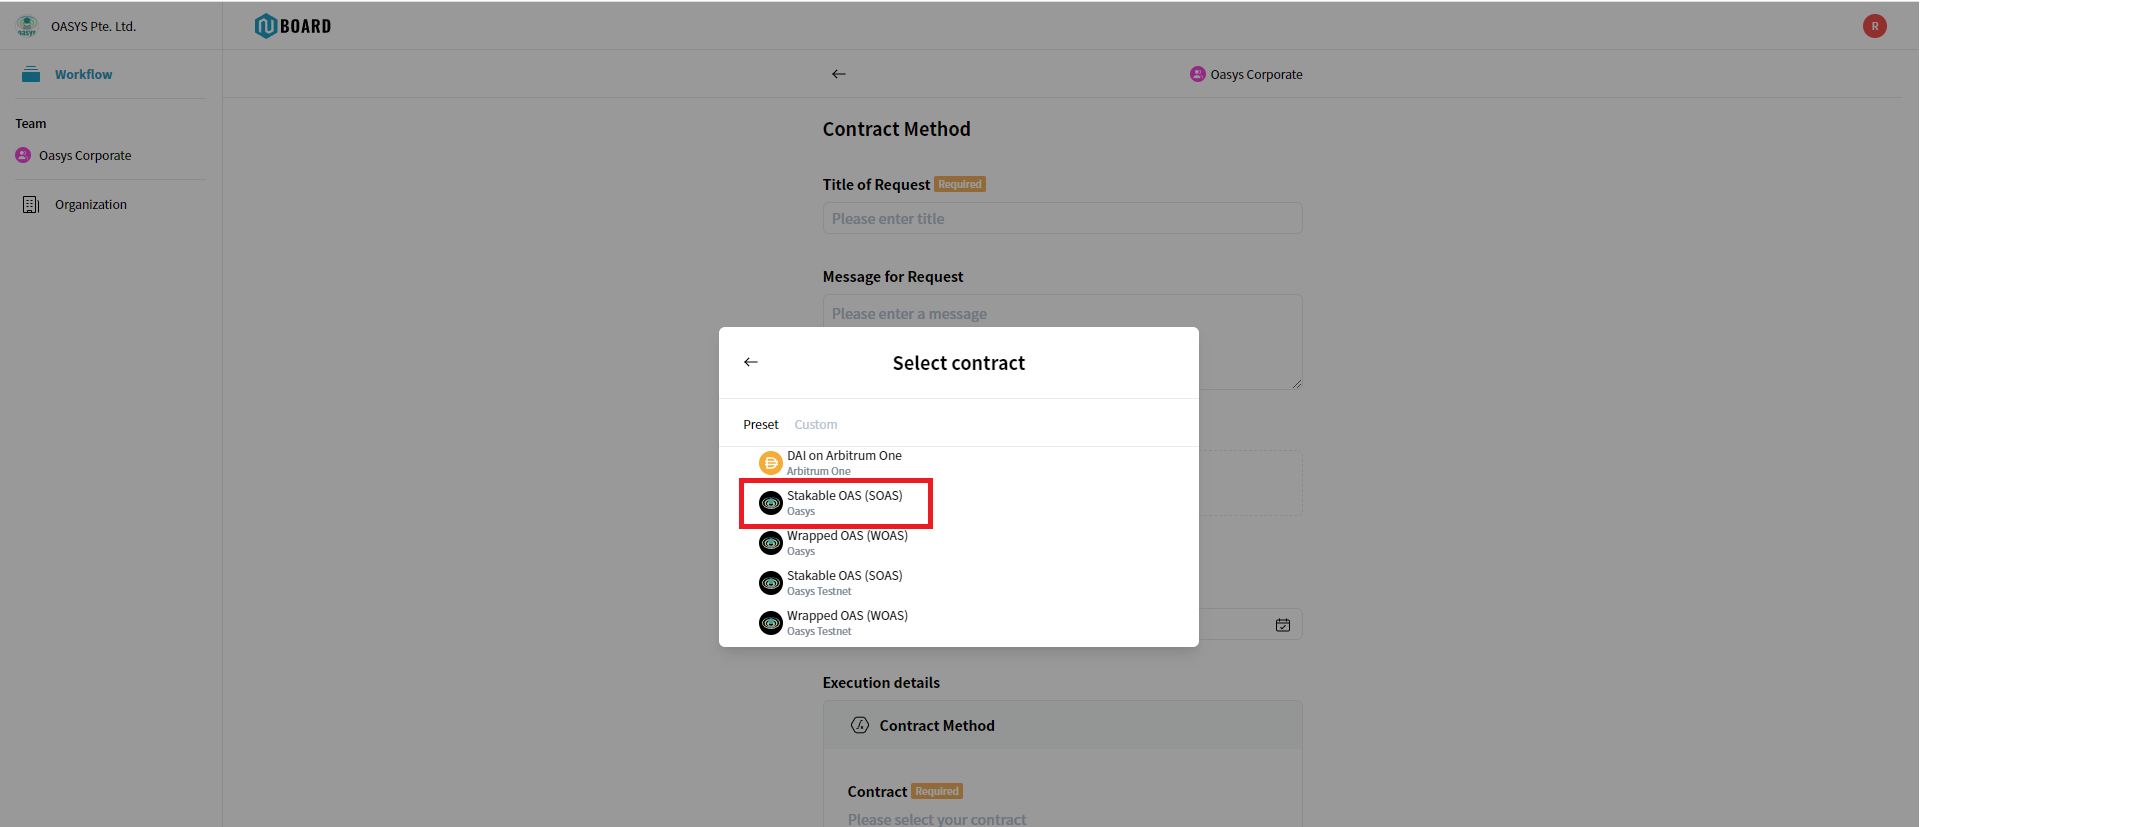 OASYS Pte. Ltd.
BOARD
R
Workflow
Oasys Corporate
Team
Oasys Corporate
Organization
Contract Method
Title of Request Required
Please enter title
Message for Request
Please enter a message
Select contract
Preset Custom
DAI on Arbitrum One
Arbitrum One
Stakable OAS (SOAS)
Oasys
Wrapped OAS (WOAS)
Oasys
Stakable OAS (SOAS)
Oasys Testnet
Wrapped OAS (WOAS)
Oasys Testnet
Execution details
Contract Method
Contract Required
Please select your contract